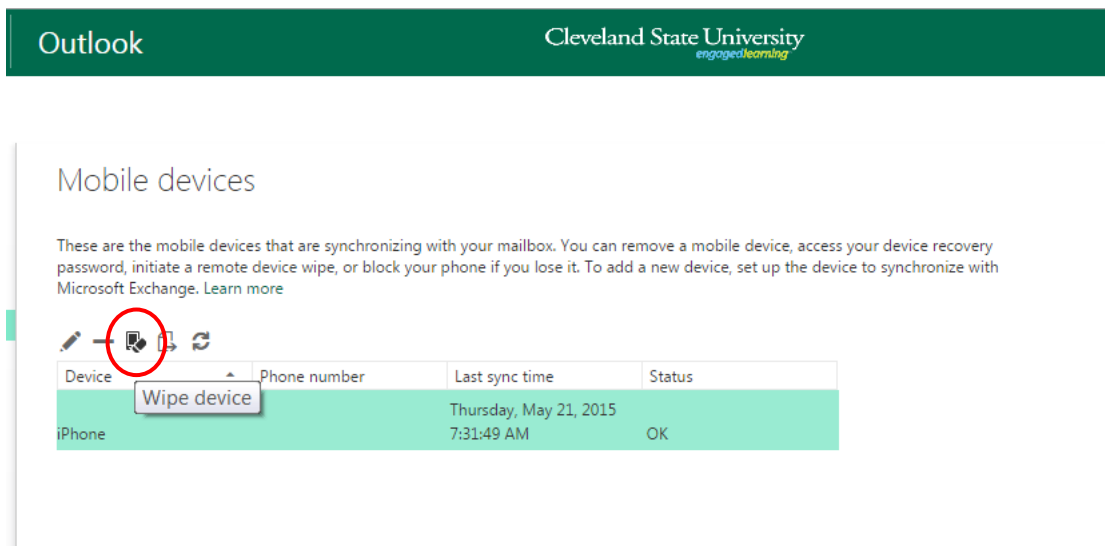 Outlook
Cleveland State University
engagedlearning
Mobile devices
These are the mobile devices that are synchronizing with your mailbox. You can remove a mobile device, access your device recovery
password, initiate a remote device wipe, or block your phone if you lose it. To add a new device, set up the device to synchronize with
Microsoft Exchange. Learn more
Device Phone number Last sync time Status
Wipe device
Thursday, May 21, 2015
iPhone 7:31:49 AM OK